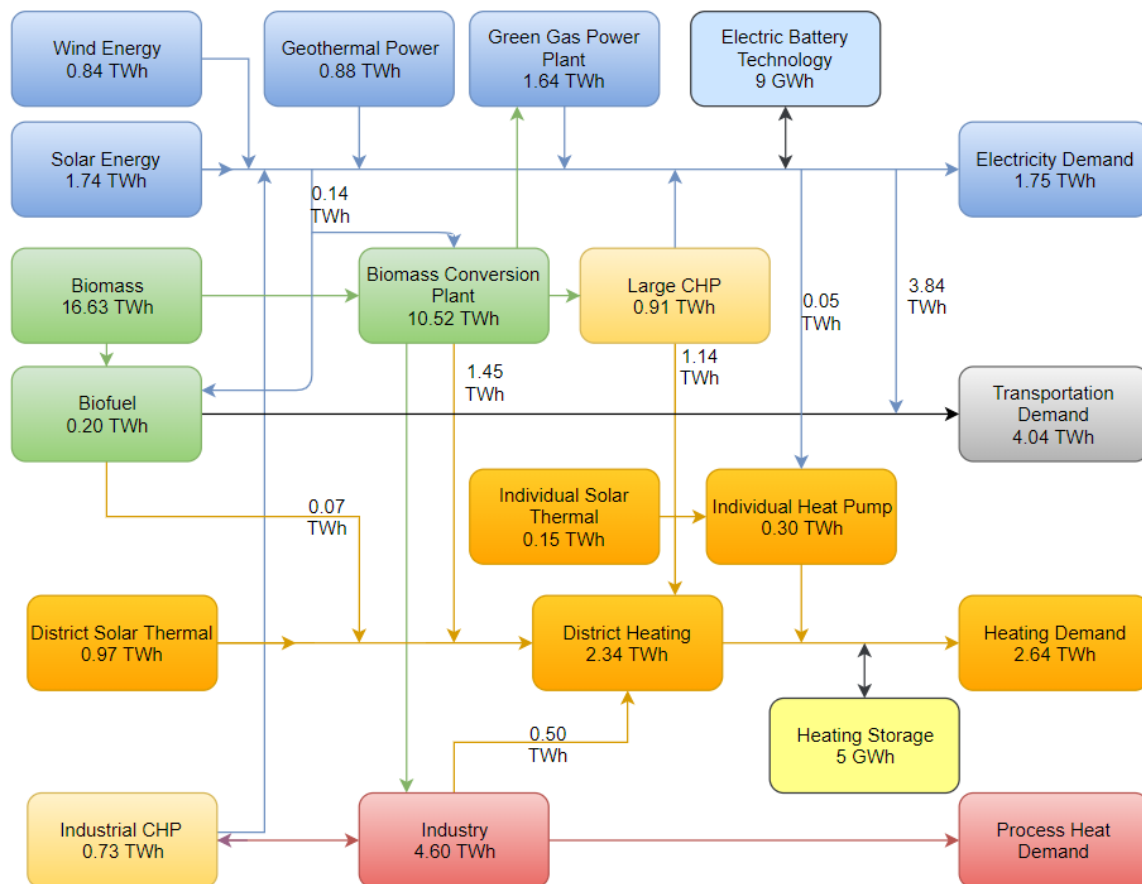 Wind Energy
0.84 TWh
Geothermal Power
0.88 TWh
Green Gas Power
Plant
1.64 TWh
Electric Battery
Technology
9 GWh
Solar Energy
1.74 TWh
Electricity Demand
1.75 TWh
0.14
TWh
Biomass
16.63 TWh
Biomass Conversion
Plant
10.52 TWh
Large CHP
0.91 TWh
0.05
TWh
3.84
TWh
1.45
TWh
1.14
TWh
Biofuel
0.20 TWh
Transportation
Demand
4.04 TWh
0.07
TWh
Individual Solar
Thermal
0.15 TWh
Individual Heat Pump
0.30 TWh
District Solar Thermal
0.97 TWh
District Heating
2.34 TWh
Heating Demand
2.64 TWh
0.50
TWh
Heating Storage
5 GWh
Industrial CHP
0.73 TWh
Industry
4.60 TWh
Process Heat
Demand